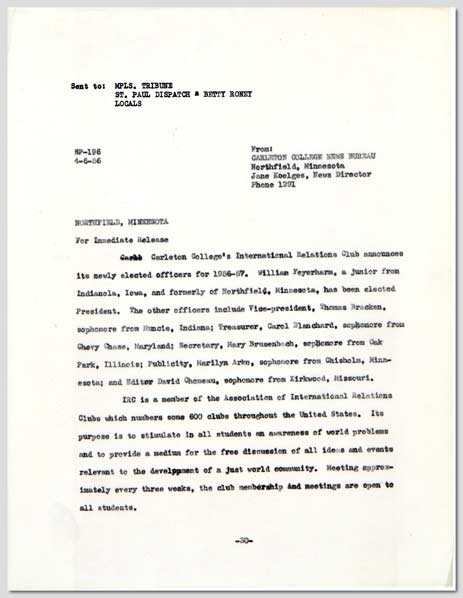 Sent to: MPLS. TRIBUNE
ST. PAUL DISPATCH & BETTY RONEY
LOCALS
SP-196
4-6-56
From:
CARLETON COLLEGE NEWS BUREAU
Northfield, Minnesota
Jane Koelges, News Director
Phone 1291
NORTHFIELD, MINNESOTA
For Immediate Release
Carleton College's International Relations Club announces
its newly elected officers for 1956-57. William Feyerharm, a junior from
Indianola, Iowa, and formerly of Northfield, Minnesota, has been elected
President. The other officers include Vice-president, Thomas Bracken,
sophomore from Muncie, Indiana; Treasurer, Carol Blanchard, sophomore from
Chevy Chase, Maryland; Secretary, Mary Brusenbach, sophomore from Oak
Park, Illinois; Publicity, Marilyn Arko, sophomore from Chisholm, Minn-
esota; and Editor David Chomeau, sophomore from Kirkwood, Missouri.
IRC is a member of the Association of International Relations
Clubs which numbers some 600 clubs throughout the United States. Its
purpose is to stimulate in all students an awareness of world problems
and to provide a medium for the free discussion of all ideas and events
relevant to the development of a just world community. Meeting approx-
imately every three weeks, the club membership and meetings are open to
all students.
-30-